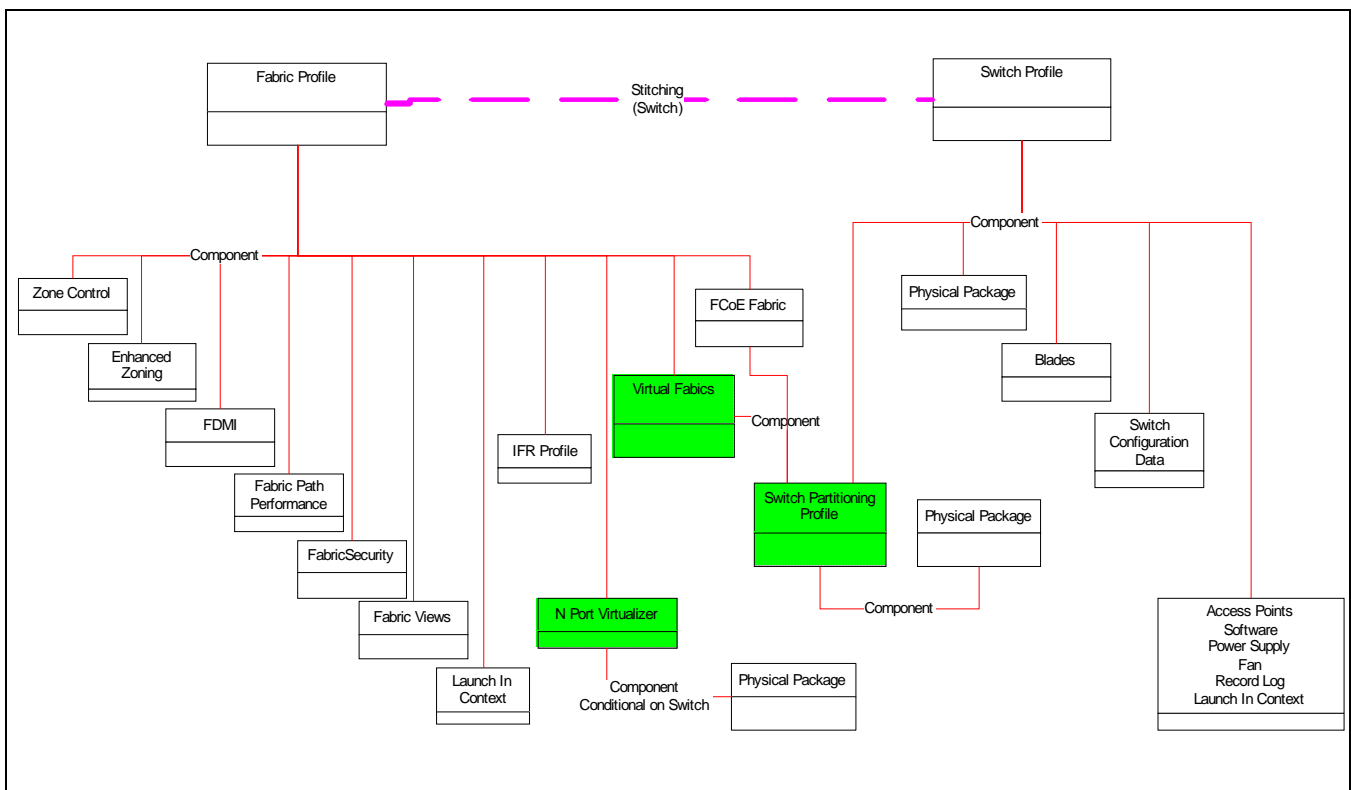 Fabric Profile
Switch Profile
Stitching
(Switch)
Component
Component
Zone Control
Physical Package
FCoE Fabric
Enhanced
Zoning
Blades
Virtual Fabics
FDMI
Component
Switch
Configuration
Data
IFR Profile
Fabric Path
Performance
Switch Partitioning
Profile
Physical Package
FabricSecurity
Fabric Views
N Port Virtualizer
Component
Access Points
Software
Power Supply
Fan
Record Log
Launch In Context
Launch In
Context
Component
Conditional on Switch
Physical Package